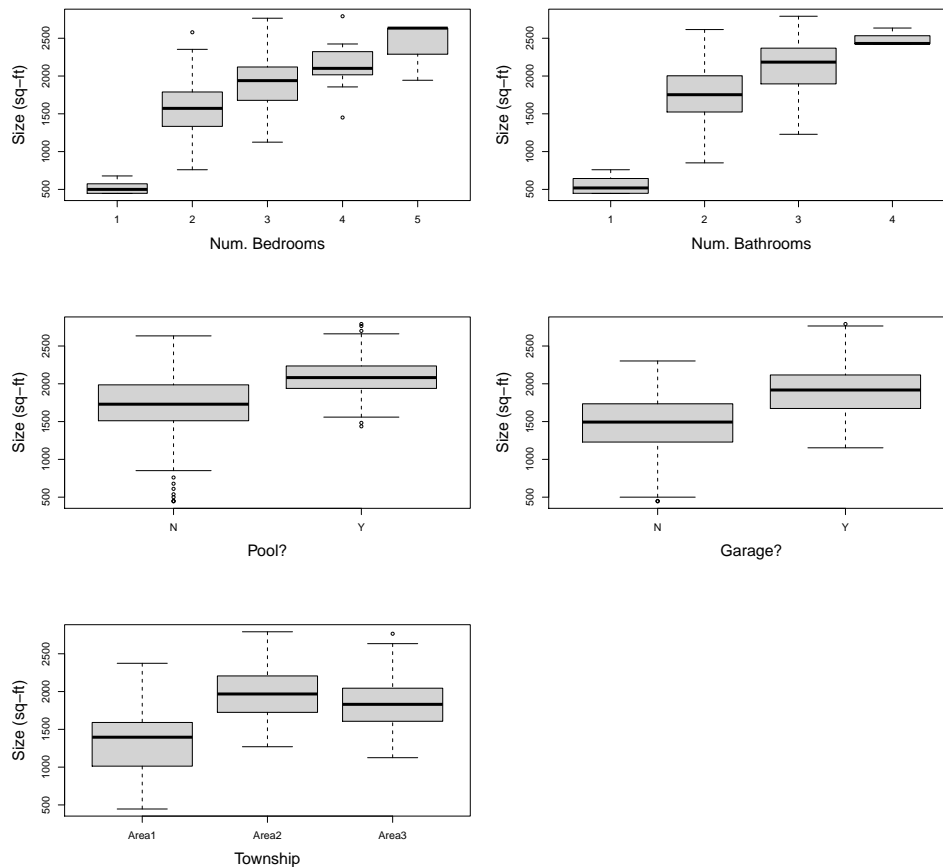 Size (sq−ft)
500 1000 1500 2000 2500
1 2 3 4 5
Num. Bedrooms
Size (sq−ft)
500 1000 1500 2000 2500
1 2 3 4
Num. Bathrooms
Size (sq−ft)
500 1000 1500 2000 2500
N Y
Pool?
Size (sq−ft)
500 1000 1500 2000 2500
N Y
Garage?
Size (sq−ft)
500 1000 1500 2000 2500
Area1 Area2 Area3
Township